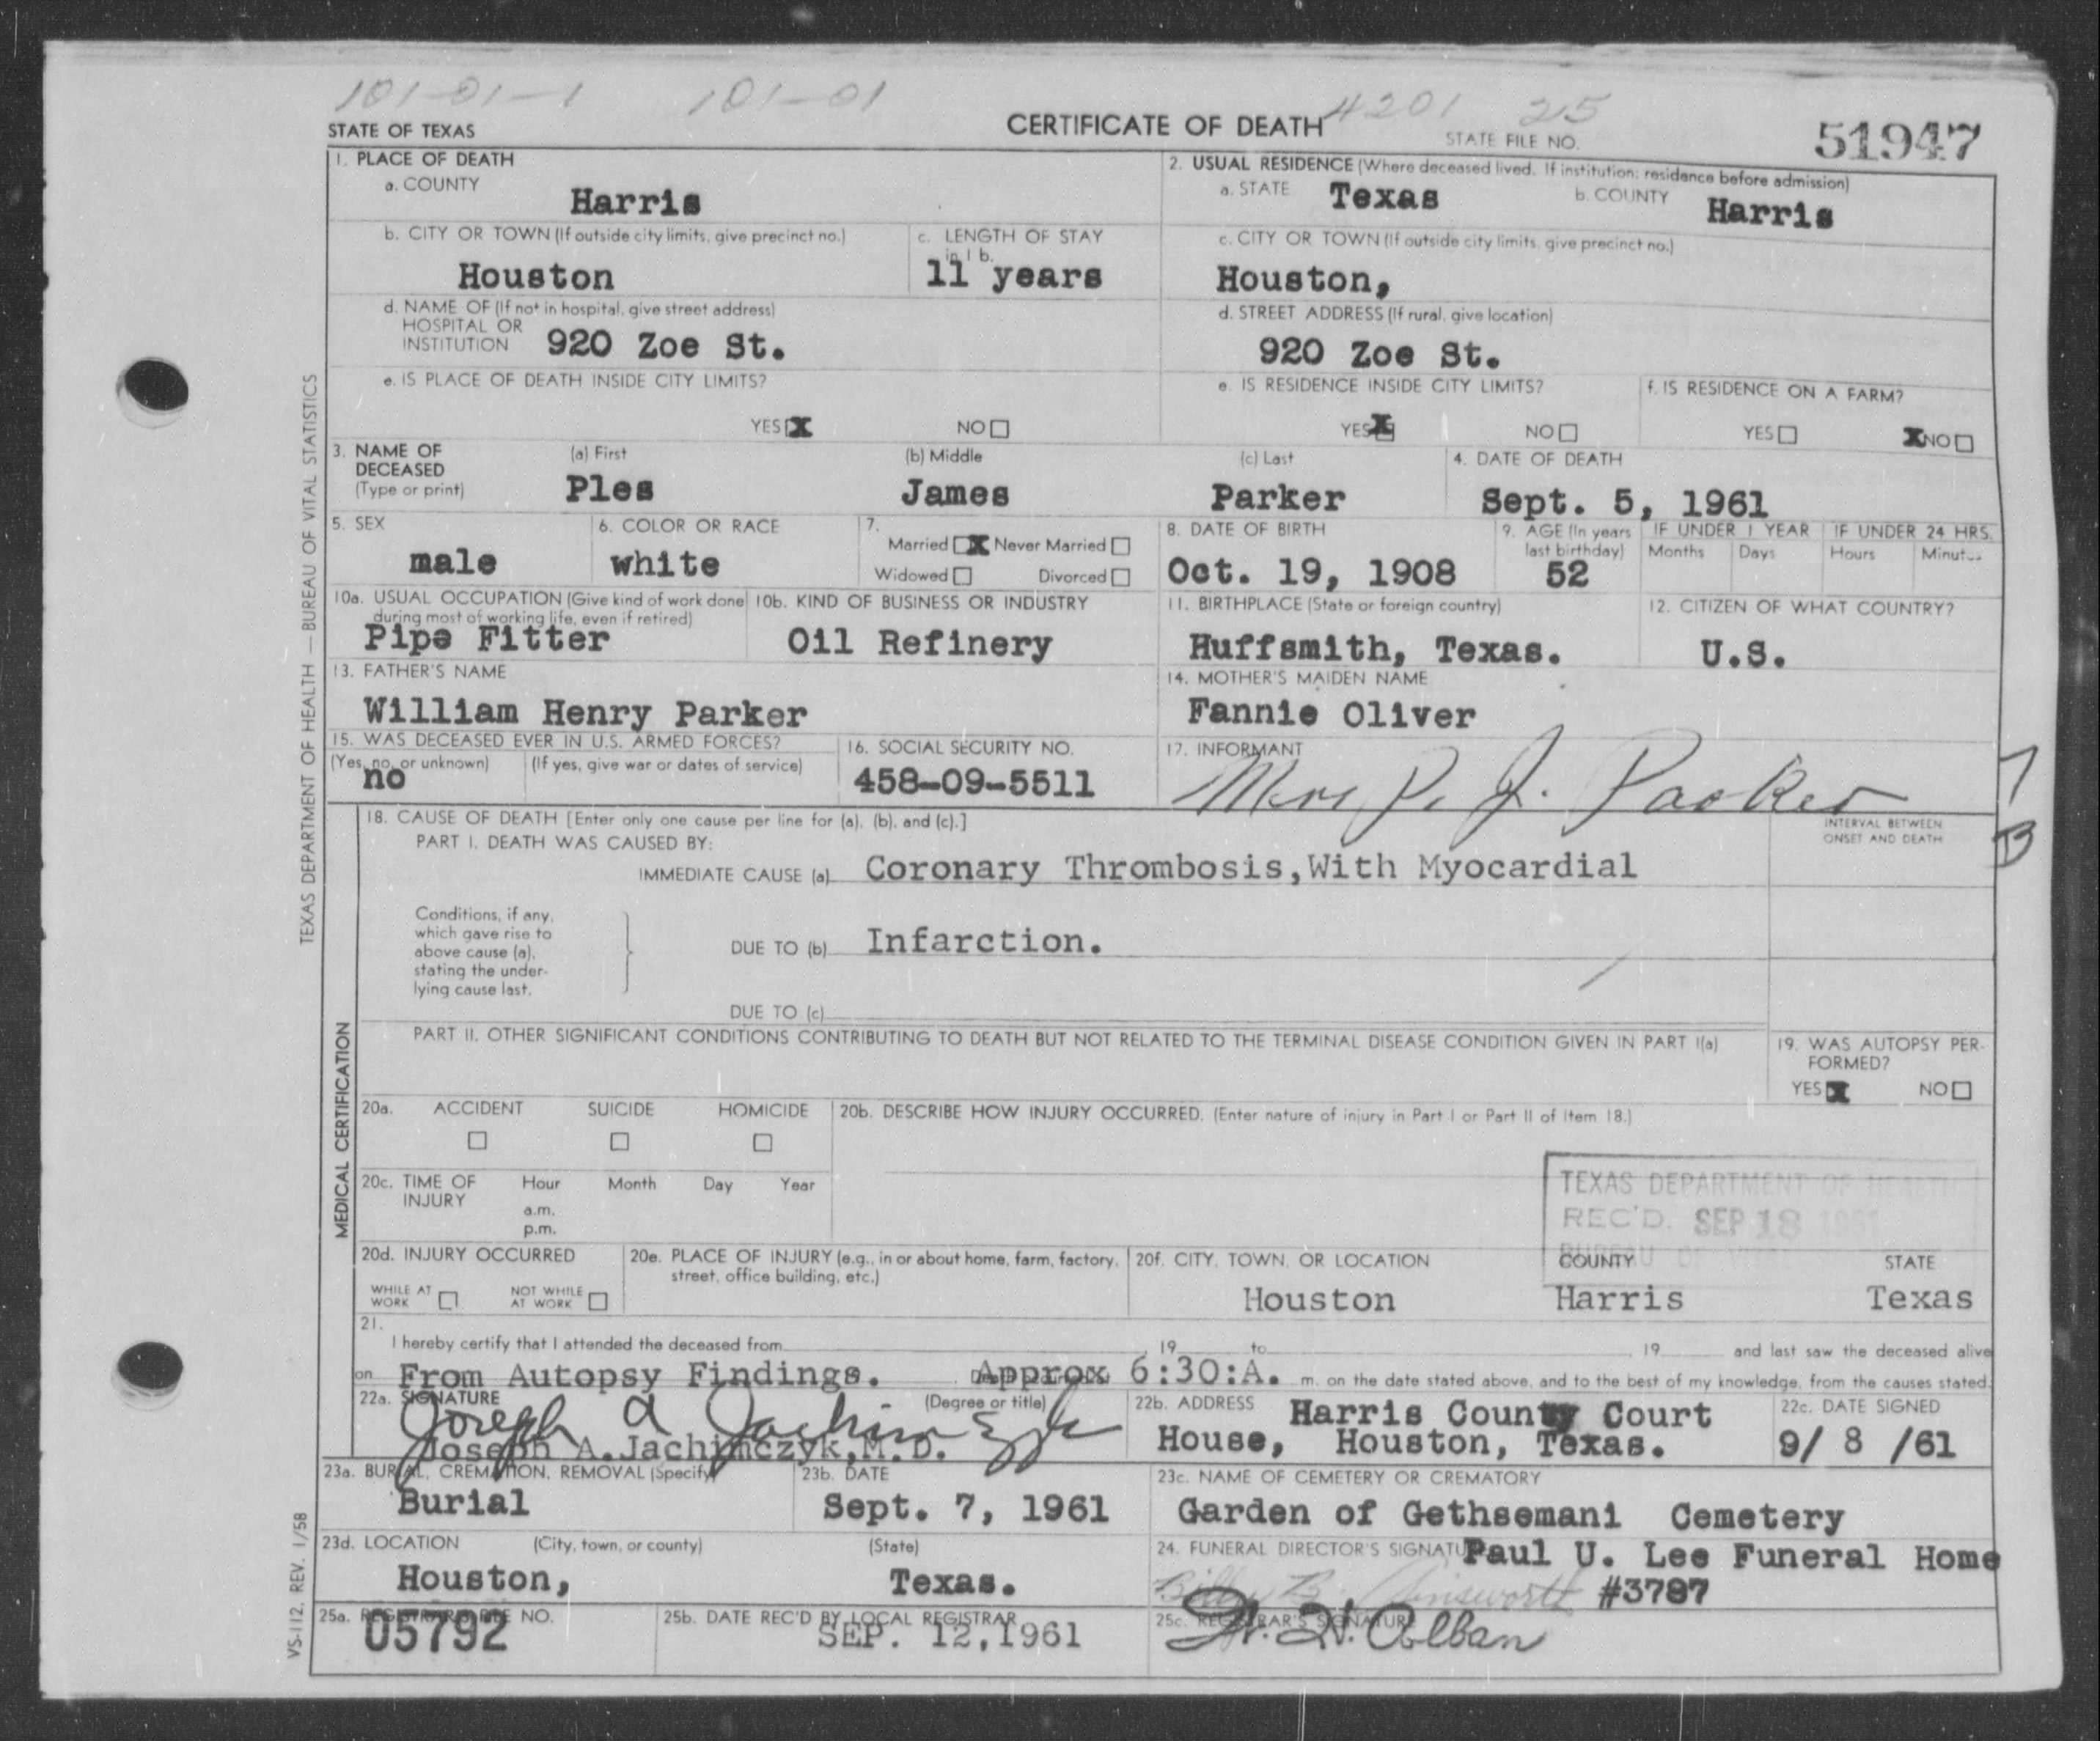 101-01-1 101-01 4201 25
STATE OF TEXAS CERTIFICATE OF DEATH STATE FILE NO. 51947
1. PLACE OF DEATH
a. COUNTY Harris
2. USUAL RESIDENCE (Where deceased lived. If institution: residence before admission)
a. STATE Texas b. COUNTY Harris
b. CITY OR TOWN (If outside city limits, give precinct no.) Houston
c. LENGTH OF STAY in 1 b. 11 years
c. CITY OR TOWN (If outside city limits, give precinct no.)
Houston,
d. NAME OF (If not in hospital, give street address)
HOSPITAL OR
INSTITUTION 920 Zoe St.
d. STREET ADDRESS (If rural, give location)
920 Zoe St.
e. IS PLACE OF DEATH INSIDE CITY LIMITS?
YES X NO
e. IS RESIDENCE INSIDE CITY LIMITS?
YES X NO
f. IS RESIDENCE ON A FARM?
YES X NO
3. NAME OF DECEASED (Type or print)
(a) First Ples
(b) Middle James
(c) Last Parker
4. DATE OF DEATH
Sept. 5, 1961
5. SEX
male
6. COLOR OR RACE
white
7. Married X Never Married
Widowed Divorced
8. DATE OF BIRTH
Oct. 19, 1908
9. AGE (In years last birthday)
52
IF UNDER 1 YEAR
Months Days
IF UNDER 24 HRS.
Hours
10a. USUAL OCCUPATION (Give kind of work done during most of working life, even if retired)
Pipe Fitter
10b. KIND OF BUSINESS OR INDUSTRY
Oil Refinery
11. BIRTHPLACE (State or foreign country)
Huffsmith, Texas.
12. CITIZEN OF WHAT COUNTRY?
U.S.
13. FATHER'S NAME
William Henry Parker
14. MOTHER'S MAIDEN NAME
Fannie Oliver
15. WAS DECEASED EVER IN U.S. ARMED FORCES?
(Yes, no, or unknown) (If yes, give war or dates of service)
no
16. SOCIAL SECURITY NO.
458-09-5511
17. INFORMANT
Mrs P. J. Parker
MEDICAL CERTIFICATION
18. CAUSE OF DEATH [Enter only one cause per line for (a), (b), and (c).]
INTERVAL BETWEEN
ONSET AND DEATH
PART I. DEATH WAS CAUSED BY:
IMMEDIATE CAUSE (a) Coronary Thrombosis,With Myocardial
Conditions, if any,
which gave rise to
above cause (a),
stating the under-
lying cause last.
DUE TO (b) Infarction.
DUE TO (c)
PART II. OTHER SIGNIFICANT CONDITIONS CONTRIBUTING TO DEATH BUT NOT RELATED TO THE TERMINAL DISEASE CONDITION GIVEN IN PART I(a)
19. WAS AUTOPSY PER-
FORMED?
YES X NO
20a. ACCIDENT SUICIDE HOMICIDE
20b. DESCRIBE HOW INJURY OCCURRED. (Enter nature of injury in Part I or Part II of Item 18.)
20c. TIME OF INJURY
Hour Month Day Year
a.m.
p.m.
TEXAS DEPARTMENT OF HEALTH
REC'D. SEP 18 1961
20d. INJURY OCCURRED
WHILE AT WORK NOT WHILE AT WORK
20e. PLACE OF INJURY (e.g., in or about home, farm, factory, street, office building, etc.)
20f. CITY, TOWN, OR LOCATION COUNTY STATE
Houston Harris Texas
21.
I hereby certify that I attended the deceased from 19 to 19 and last saw the deceased alive
on From Autopsy Findings. Approx 6:30:A. m. on the date stated above, and to the best of my knowledge, from the causes stated.
22a. SIGNATURE (Degree or title)
Joseph A Jachimczyk
Joseph A.Jachimczyk,M.D.
22b. ADDRESS Harris County Court
House, Houston, Texas.
22c. DATE SIGNED
9/ 8 /61
23a. BURIAL, CREMATION, REMOVAL (Specify)
Burial
23b. DATE
Sept. 7, 1961
23c. NAME OF CEMETERY OR CREMATORY
Garden of Gethsemani Cemetery
23d. LOCATION (City, town, or county) (State)
Houston, Texas.
24. FUNERAL DIRECTOR'S SIGNATU Paul U. Lee Funeral Home
Billy B. Ainsworth #3787
25a. REGISTRAR'S FILE NO.
05792
25b. DATE REC'D BY LOCAL REGISTRAR
SEP. 12,1961
25c. REGISTRAR'S SIGNATURE
TEXAS DEPARTMENT OF HEALTH — BUREAU OF VITAL STATISTICS
VS-112, REV. 1/58